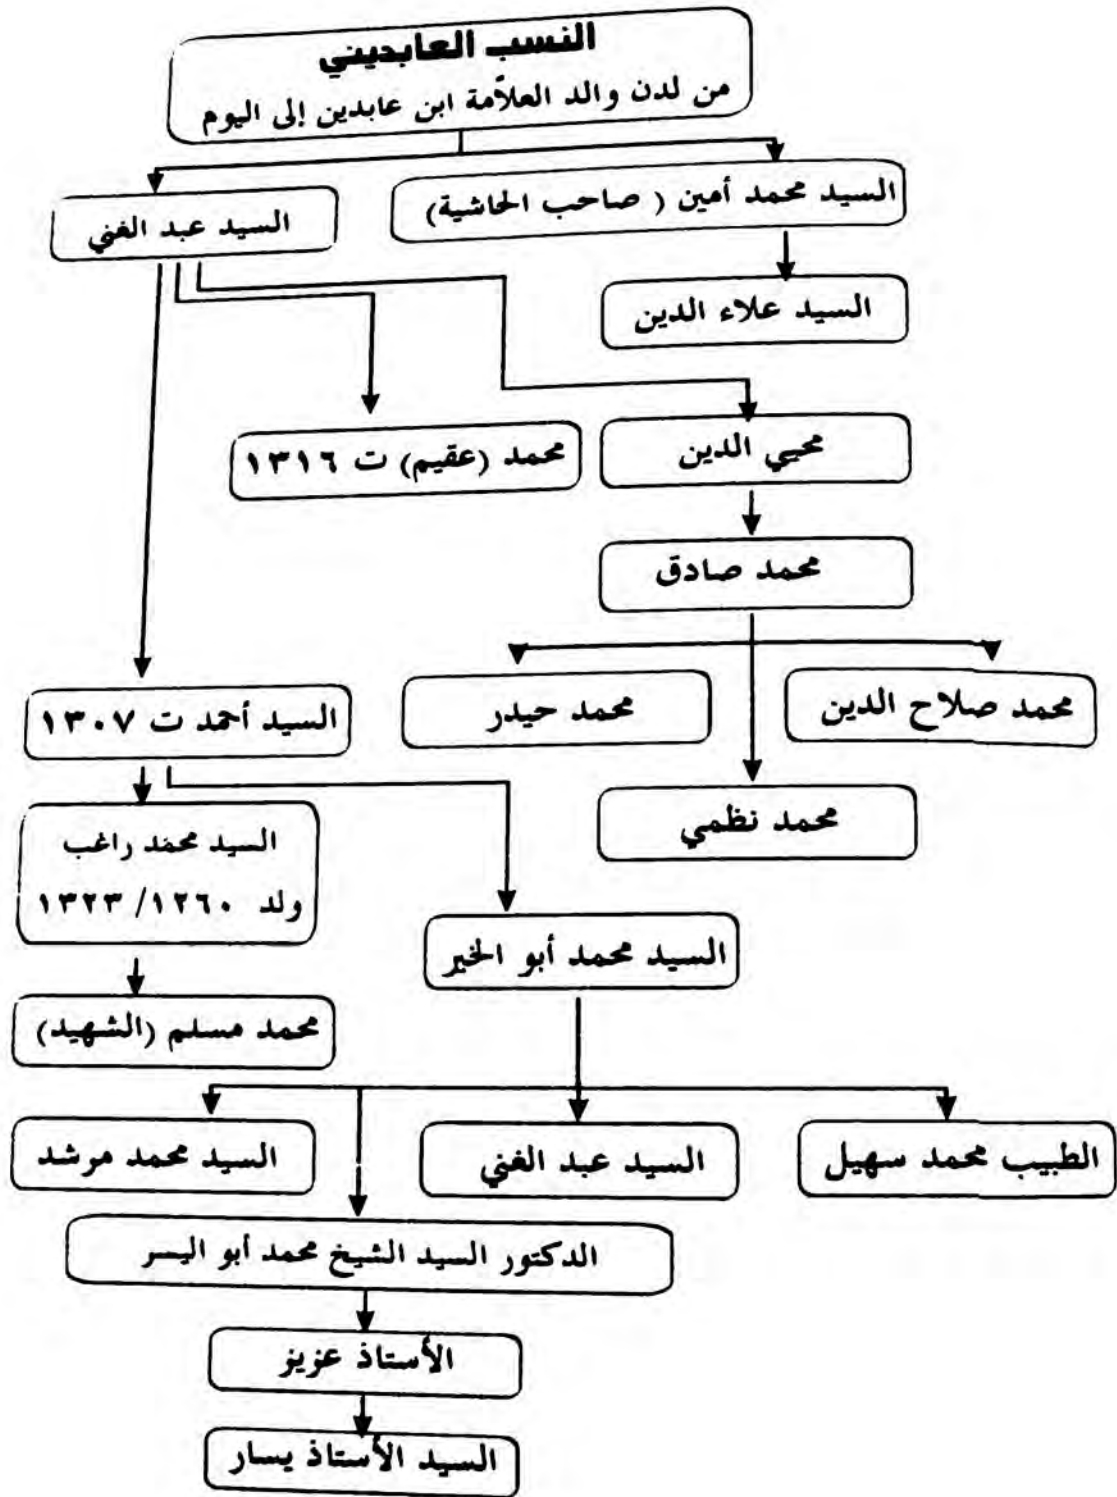 النسب العابديني
من لدن والد العلاّمة ابن عابدين إلى اليوم
السيد محمد أمين ( صاحب الحاشية)
السيد عبد الغني
السيد علاء الدين
محيي الدين
محمد (عقيم) ت ١٣١٦
محمد صادق
محمد صلاح الدين
محمد حيدر
السيد أحمد ت ١٣٠٧
محمد نظمي
السيد محمد راغب
ولد ١٢٦٠/ ١٣٢٣
السيد محمد أبو الخير
محمد مسلم (الشهيد)
الطبيب محمد سهيل
السيد عبد الغني
السيد محمد مرشد
الدكتور السيد الشيخ محمد أبو اليسر
الأستاذ عزيز
السيد الأستاذ يسار